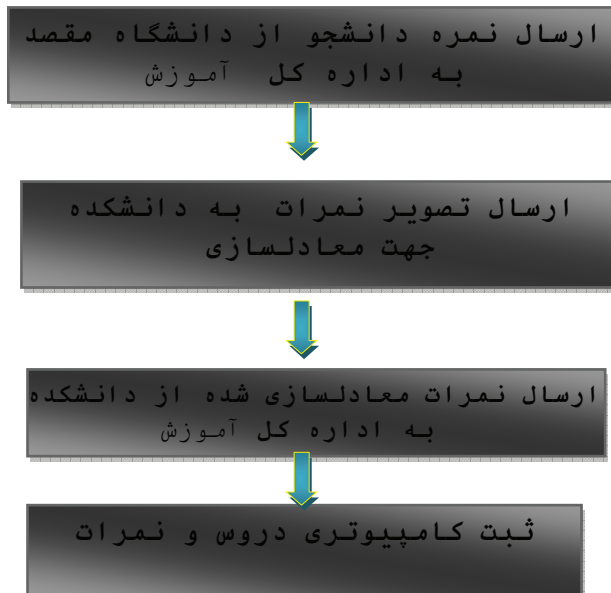 ارسال نمره دانشجو از دانشگاه مقصد
به اداره کل آموزش
ارسال تصویر نمرات به دانشکده
جهت معادلسازی
ارسال نمرات معادلسازی شده از دانشکده
به اداره کل آموزش
ثبت کامپیوتری دروس و نمرات